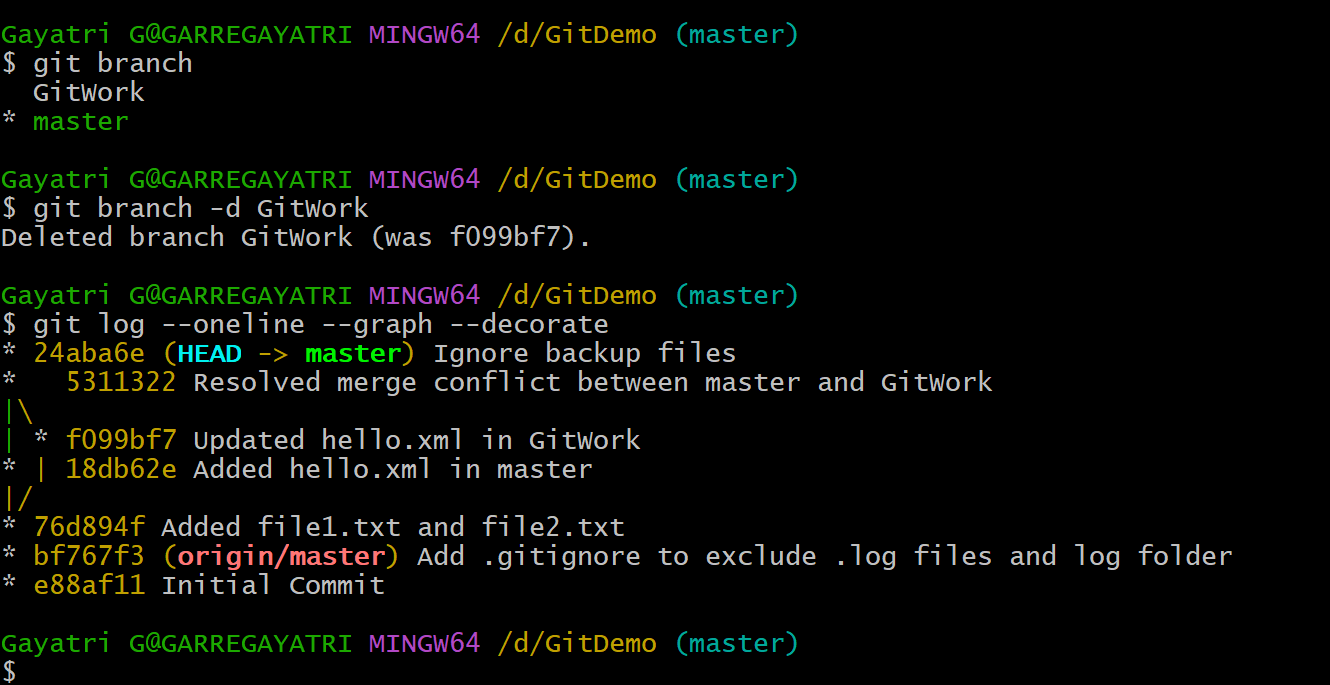 Gayatri G@GARREGAYATRI MINGW64 /d/GitDemo (master)
$ git branch
  GitWork
* master

Gayatri G@GARREGAYATRI MINGW64 /d/GitDemo (master)
$ git branch -d GitWork
Deleted branch GitWork (was f099bf7).

Gayatri G@GARREGAYATRI MINGW64 /d/GitDemo (master)
$ git log --oneline --graph --decorate
* 24aba6e (HEAD -> master) Ignore backup files
*   5311322 Resolved merge conflict between master and GitWork
|\
| * f099bf7 Updated hello.xml in GitWork
* | 18db62e Added hello.xml in master
|/
* 76d894f Added file1.txt and file2.txt
* bf767f3 (origin/master) Add .gitignore to exclude .log files and log folder
* e88af11 Initial Commit

Gayatri G@GARREGAYATRI MINGW64 /d/GitDemo (master)
$